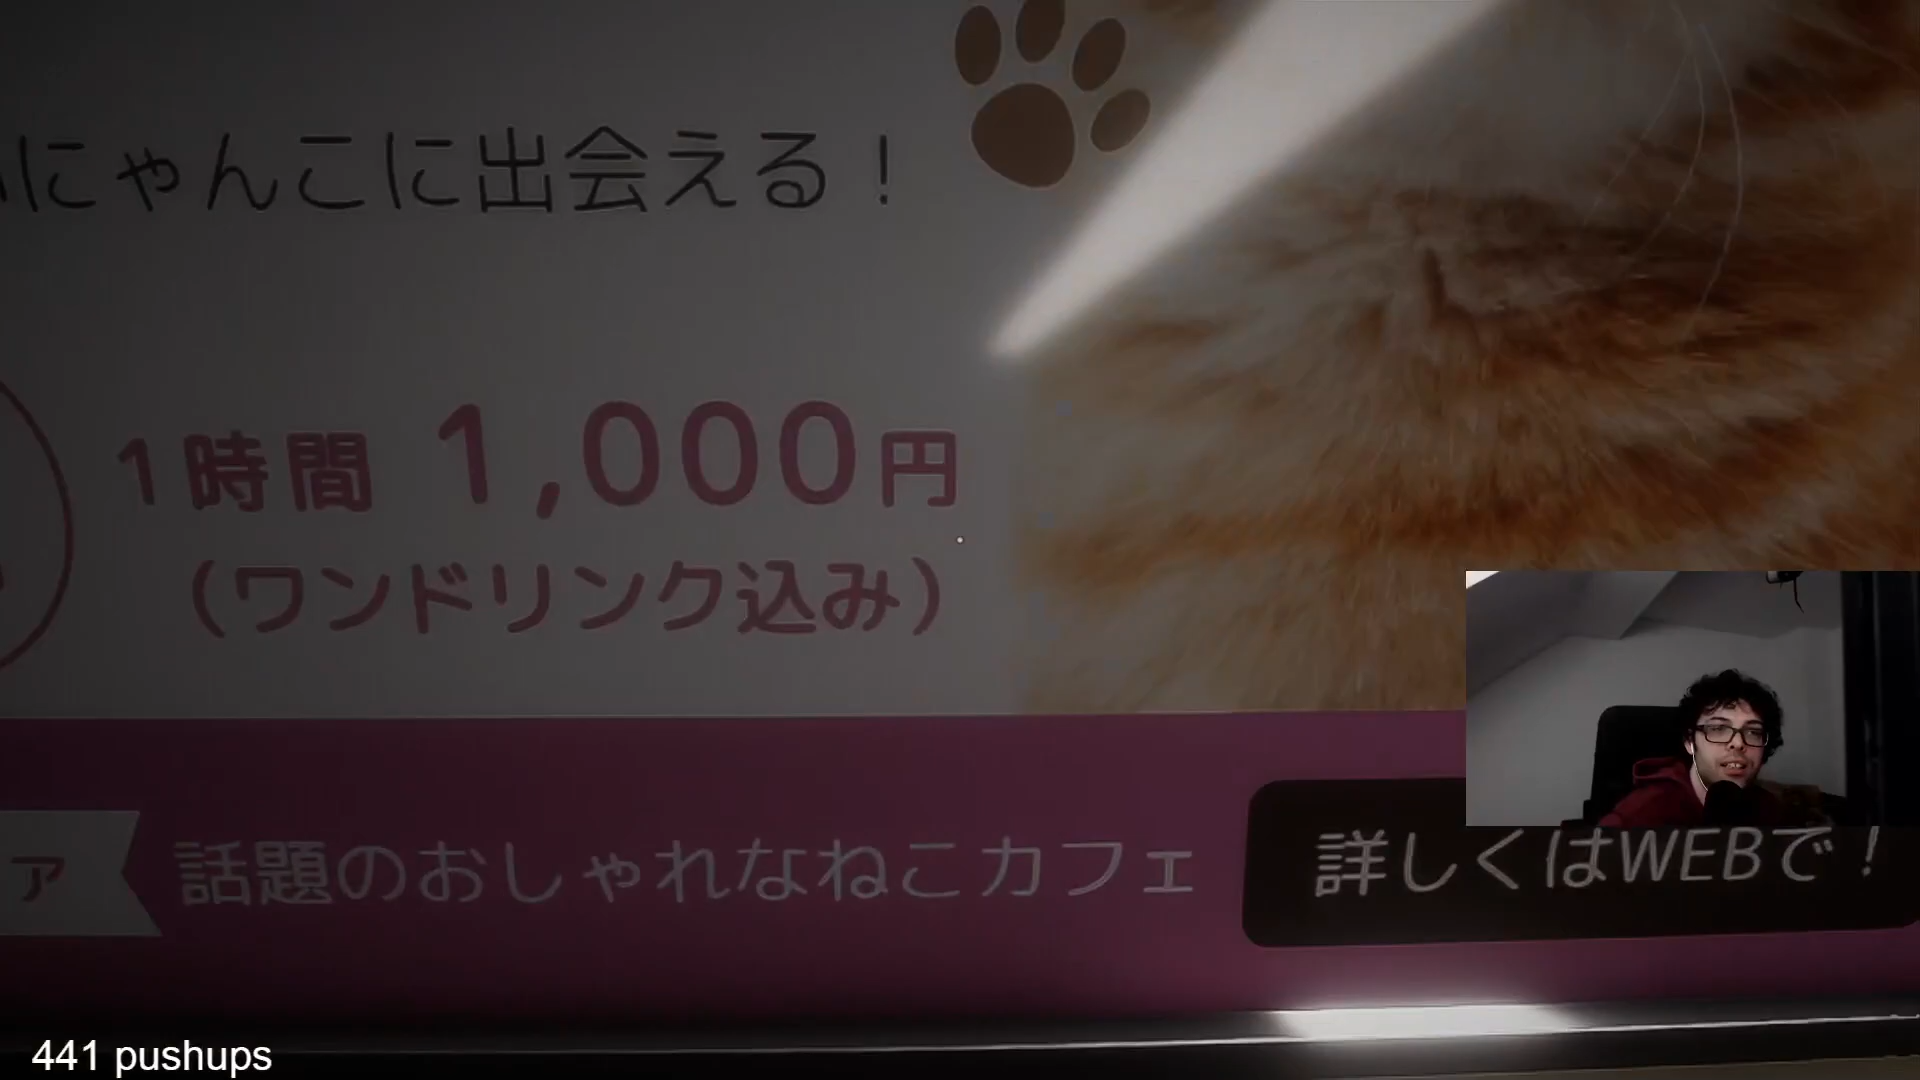 にゃんこに出会える！
1時間 1,000円
(ワンドリンク込み)
ア
話題のおしゃれなねこカフェ
詳しくはWEBで！
441 pushups